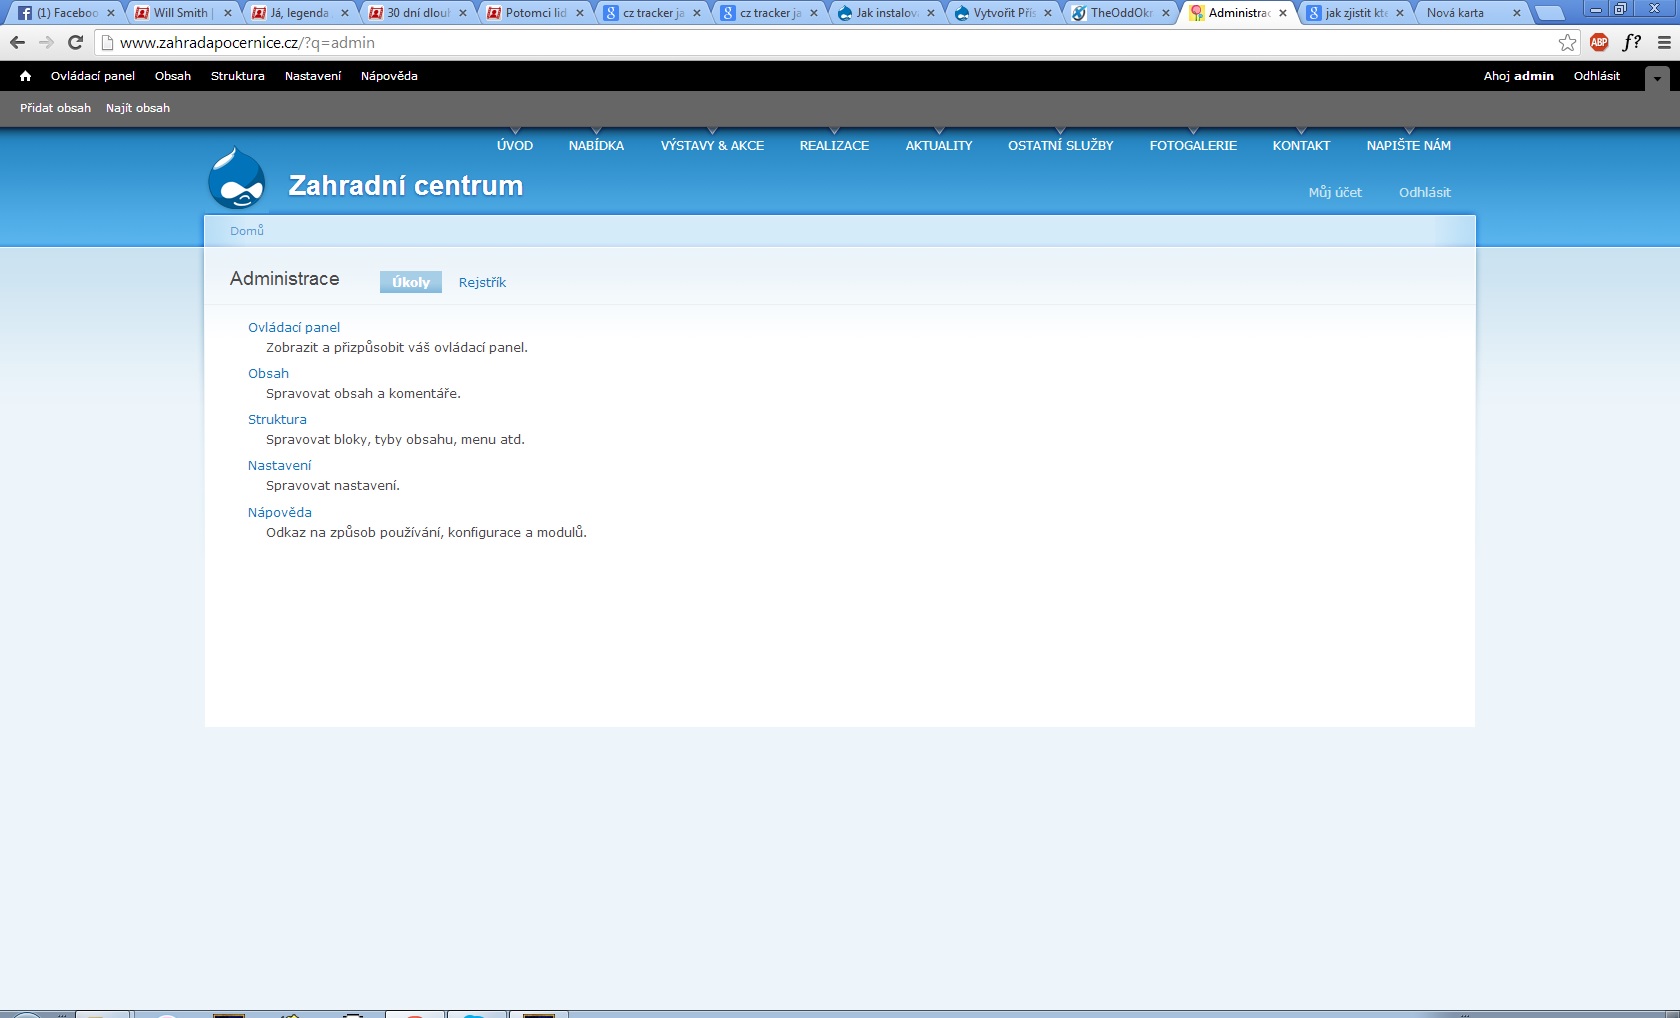 (1) Faceboo
Will Smith |
Já, legenda
30 dní dlouh
Potomci lid
cz tracker ja
cz tracker ja
Jak instalov
Vytvořit Přís
TheOddOkr
Administrac
jak zjistit kte
Nová karta
www.zahradapocernice.cz/?q=admin
ABP
f?
Ovládací panel Obsah Struktura Nastavení Nápověda Ahoj admin Odhlásit
Přidat obsah Najít obsah
ÚVOD NABÍDKA VÝSTAVY & AKCE REALIZACE AKTUALITY OSTATNÍ SLUŽBY FOTOGALERIE KONTAKT NAPIŠTE NÁM
Zahradní centrum
Můj účet Odhlásit
Domů
Administrace Úkoly Rejstřík
Ovládací panel
Zobrazit a přizpůsobit váš ovládací panel.
Obsah
Spravovat obsah a komentáře.
Struktura
Spravovat bloky, tyby obsahu, menu atd.
Nastavení
Spravovat nastavení.
Nápověda
Odkaz na způsob používání, konfigurace a modulů.